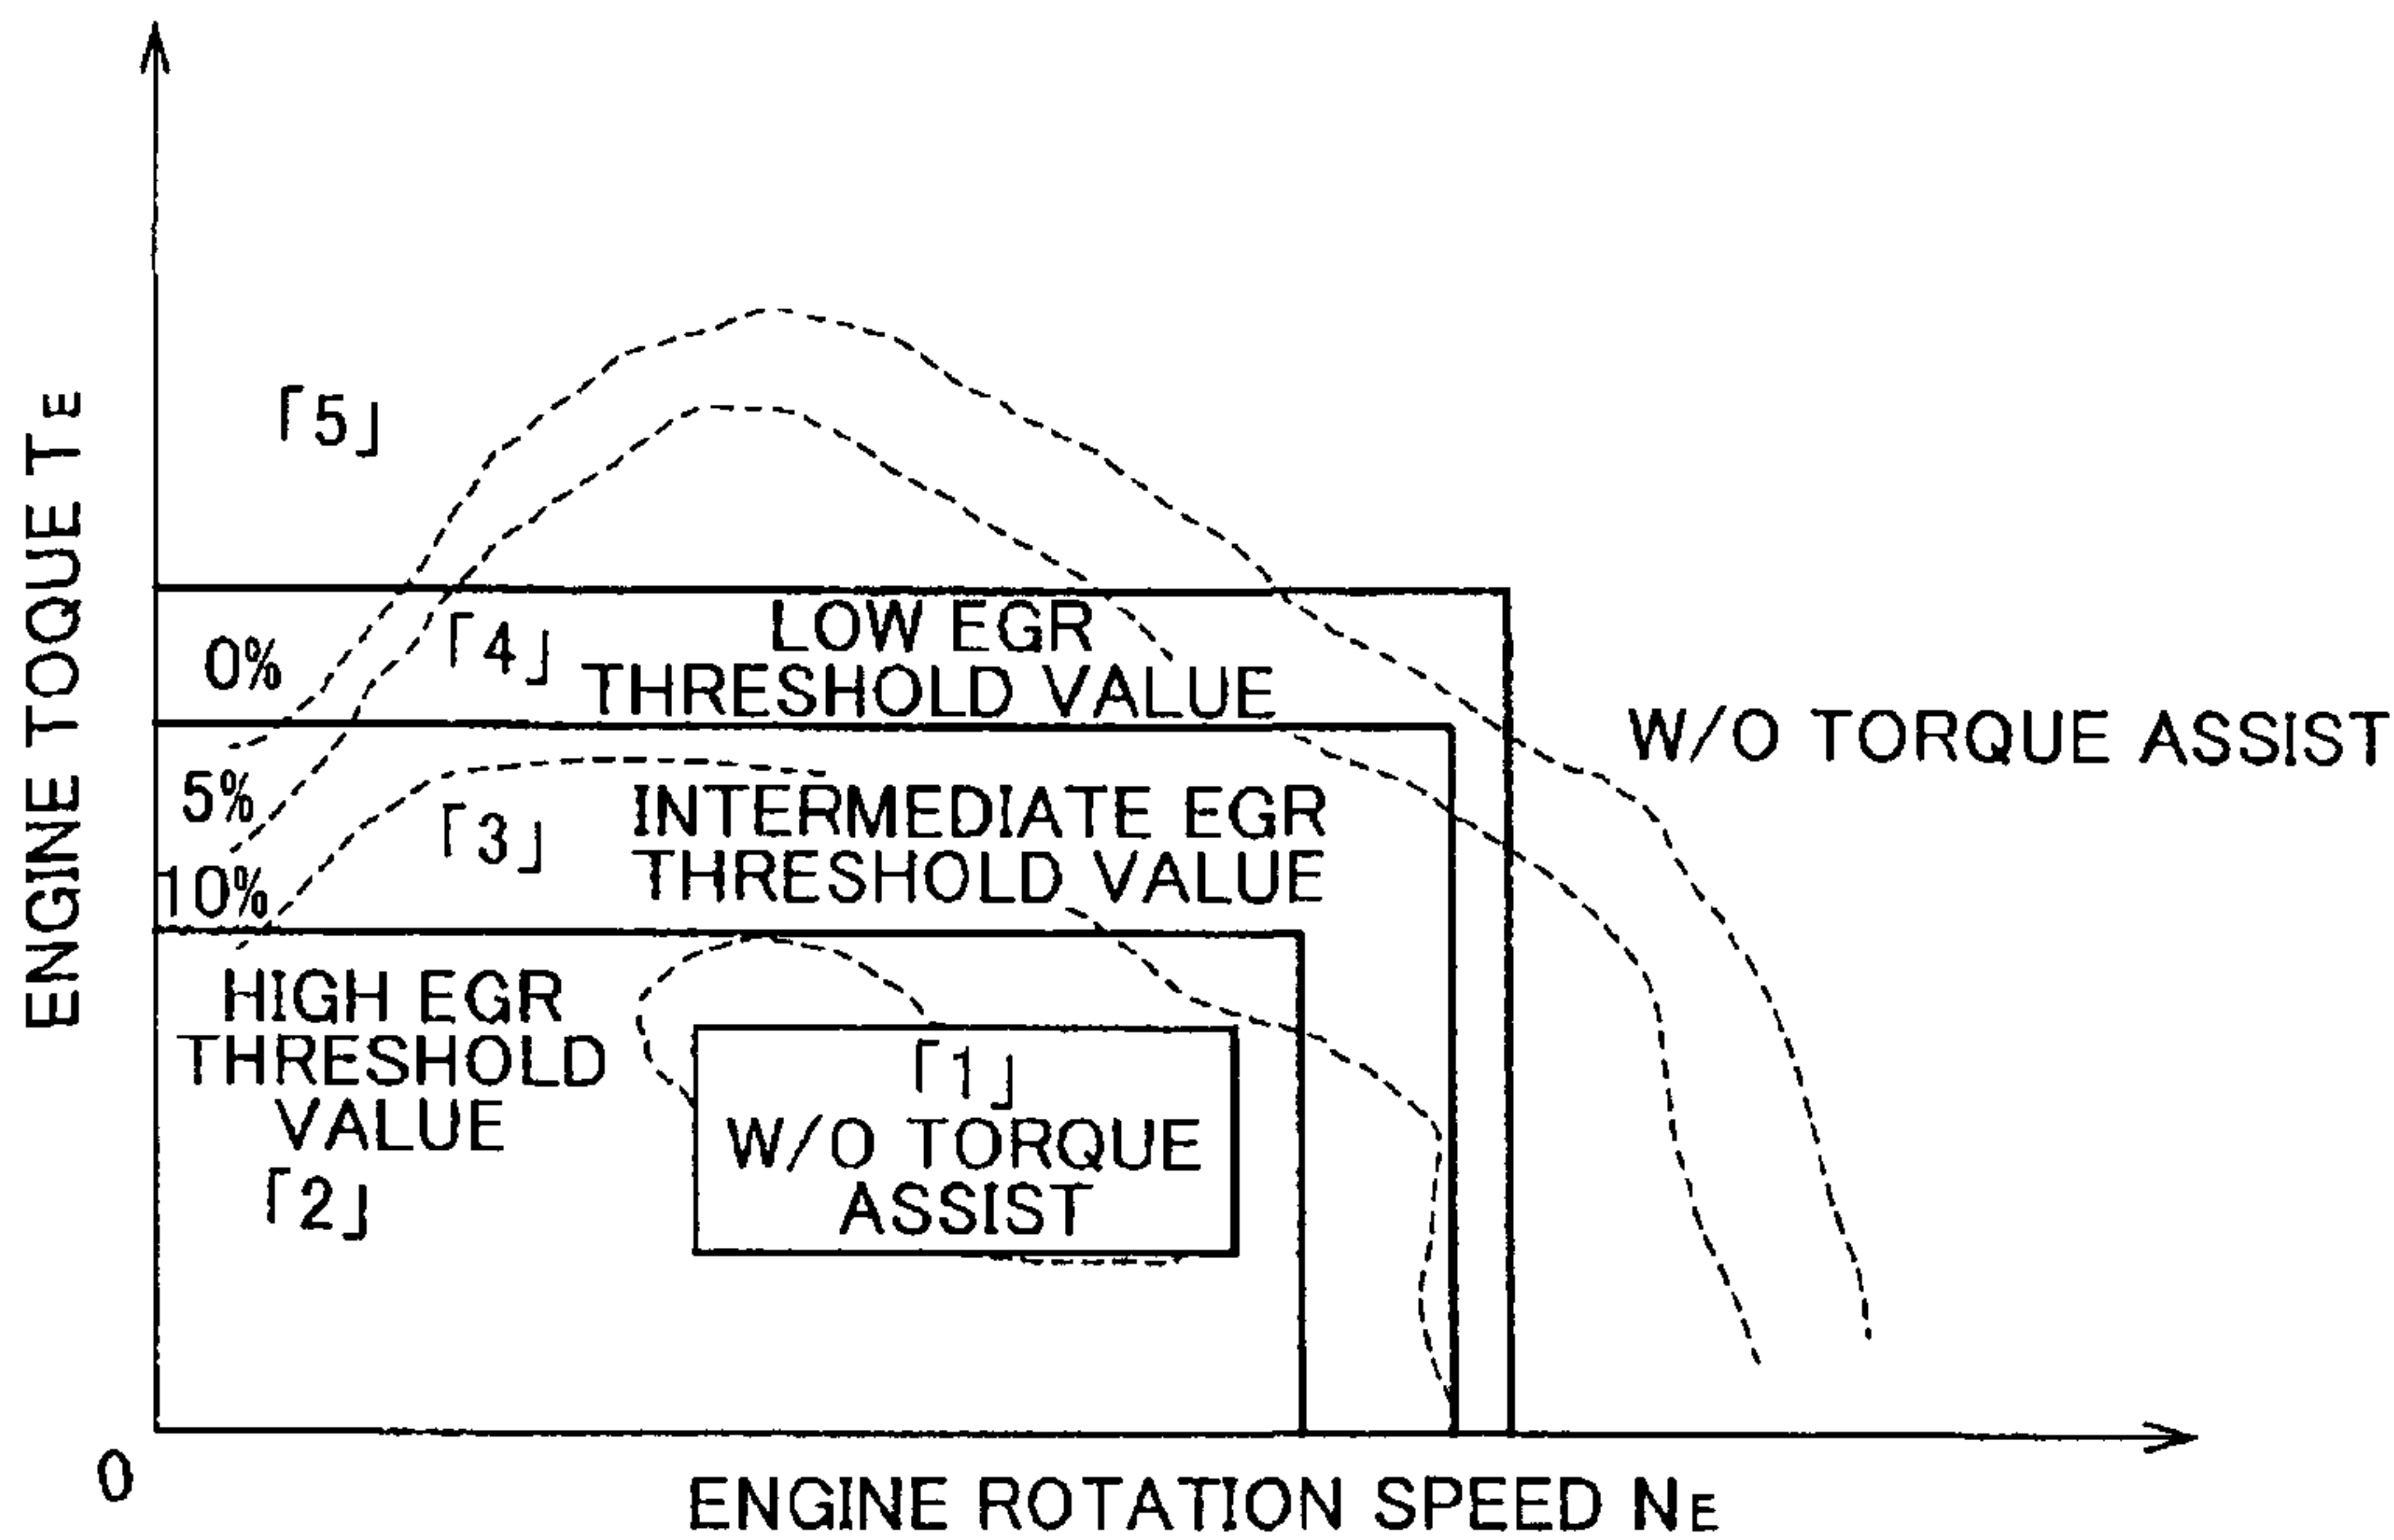 ENGINE TOQUE TE
「5」
0%
「4」
LOW EGR
THRESHOLD VALUE
W/O TORQUE ASSIST
5%
「3」
INTERMEDIATE EGR
THRESHOLD VALUE
10%
HIGH EGR
THRESHOLD
VALUE
「2」
「1」
W/O TORQUE
ASSIST
0
ENGINE ROTATION SPEED NE